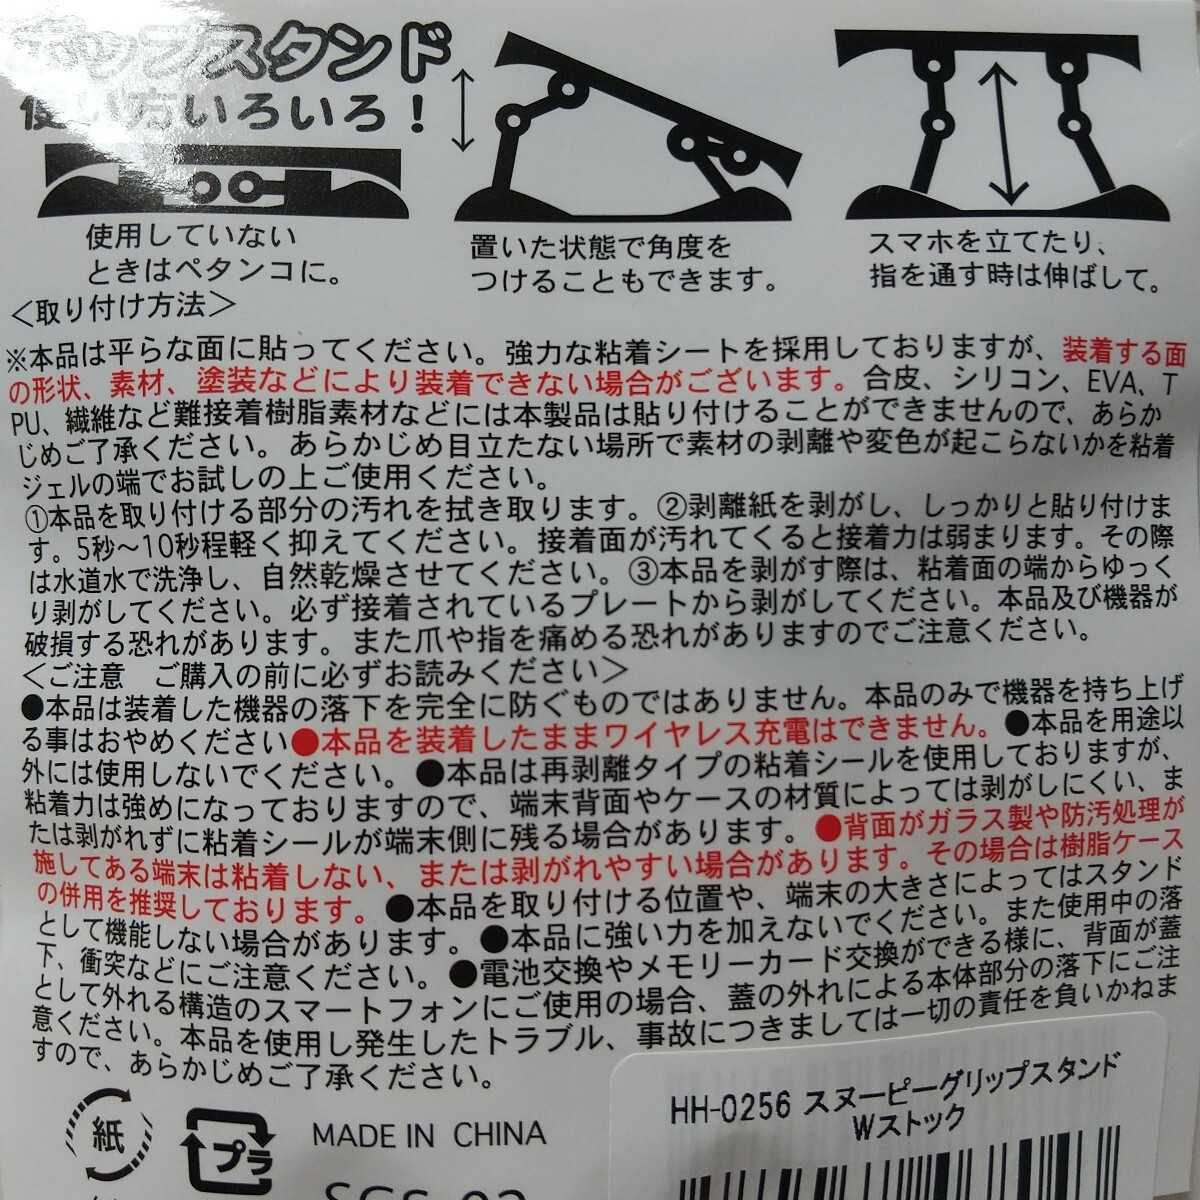 ポップスタンド
使い方いろいろ!
使用していない
ときはペタンコに。
置いた状態で角度を
つけることもできます。
スマホを立てたり、
指を通す時は伸ばして。
＜取り付け方法＞
※本品は平らな面に貼ってください。強力な粘着シートを採用しておりますが、装着する面
の形状、素材、塗装などにより装着できない場合がございます。合皮、シリコン、EVA、T
PU、繊維など難接着樹脂素材などには本製品は貼り付けることができませんので、あらか
じめご了承ください。あらかじめ目立たない場所で素材の剥離や変色が起こらないかを粘着
ジェルの端でお試しの上ご使用ください。
①本品を取り付ける部分の汚れを拭き取ります。②剥離紙を剥がし、しっかりと貼り付けま
す。5秒〜10秒程軽く抑えてください。接着面が汚れてくると接着力は弱まります。その際
は水道水で洗浄し、自然乾燥させてください。③本品を剥がす際は、粘着面の端からゆっく
り剥がしてください。必ず接着されているプレートから剥がしてください。本品及び機器が
破損する恐れがあります。また爪や指を痛める恐れがありますのでご注意ください。
＜ご注意　ご購入の前に必ずお読みください＞
●本品は装着した機器の落下を完全に防ぐものではありません。本品のみで機器を持ち上げ
る事はおやめください●本品を装着したままワイヤレス充電はできません。●本品を用途以
外には使用しないでください。●本品は再剥離タイプの粘着シールを使用しておりますが、
粘着力は強めになっておりますので、端末背面やケースの材質によっては剥がしにくい、ま
たは剥がれずに粘着シールが端末側に残る場合があります。●背面がガラス製や防汚処理が
施してある端末は粘着しない、または剥がれやすい場合があります。その場合は樹脂ケース
の併用を推奨しております。●本品を取り付ける位置や、端末の大きさによってはスタンド
として機能しない場合があります。●本品に強い力を加えないでください。また使用中の落
下、衝突などにご注意ください。●電池交換やメモリーカード交換ができる様に、背面が蓋
として外れる構造のスマートフォンにご使用の場合、蓋の外れによる本体部分の落下にご注
意ください。本品を使用し発生したトラブル、事故につきましては一切の責任を負いかねま
すので、あらかじめご了承ください。
紙
プラ
MADE IN CHINA
HH-0256 スヌーピーグリップスタンド
Wストック